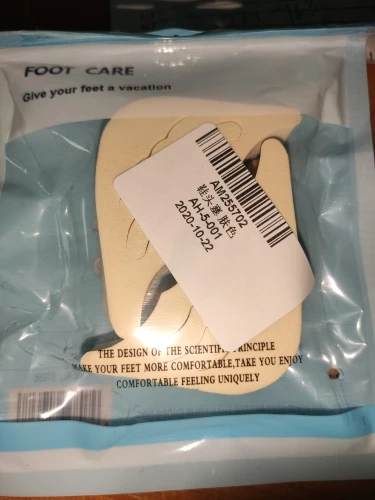 FOOT CARE
Give your feet a vacation
AM255702
鞋头塞 肤色
AH-5-001
2020-10-22
THE DESIGN OF THE SCIENTIFIC PRINCIPLE
MAKE YOUR FEET MORE COMFORTABLE,TAKE YOU ENJOY
COMFORTABLE FEELING UNIQUELY